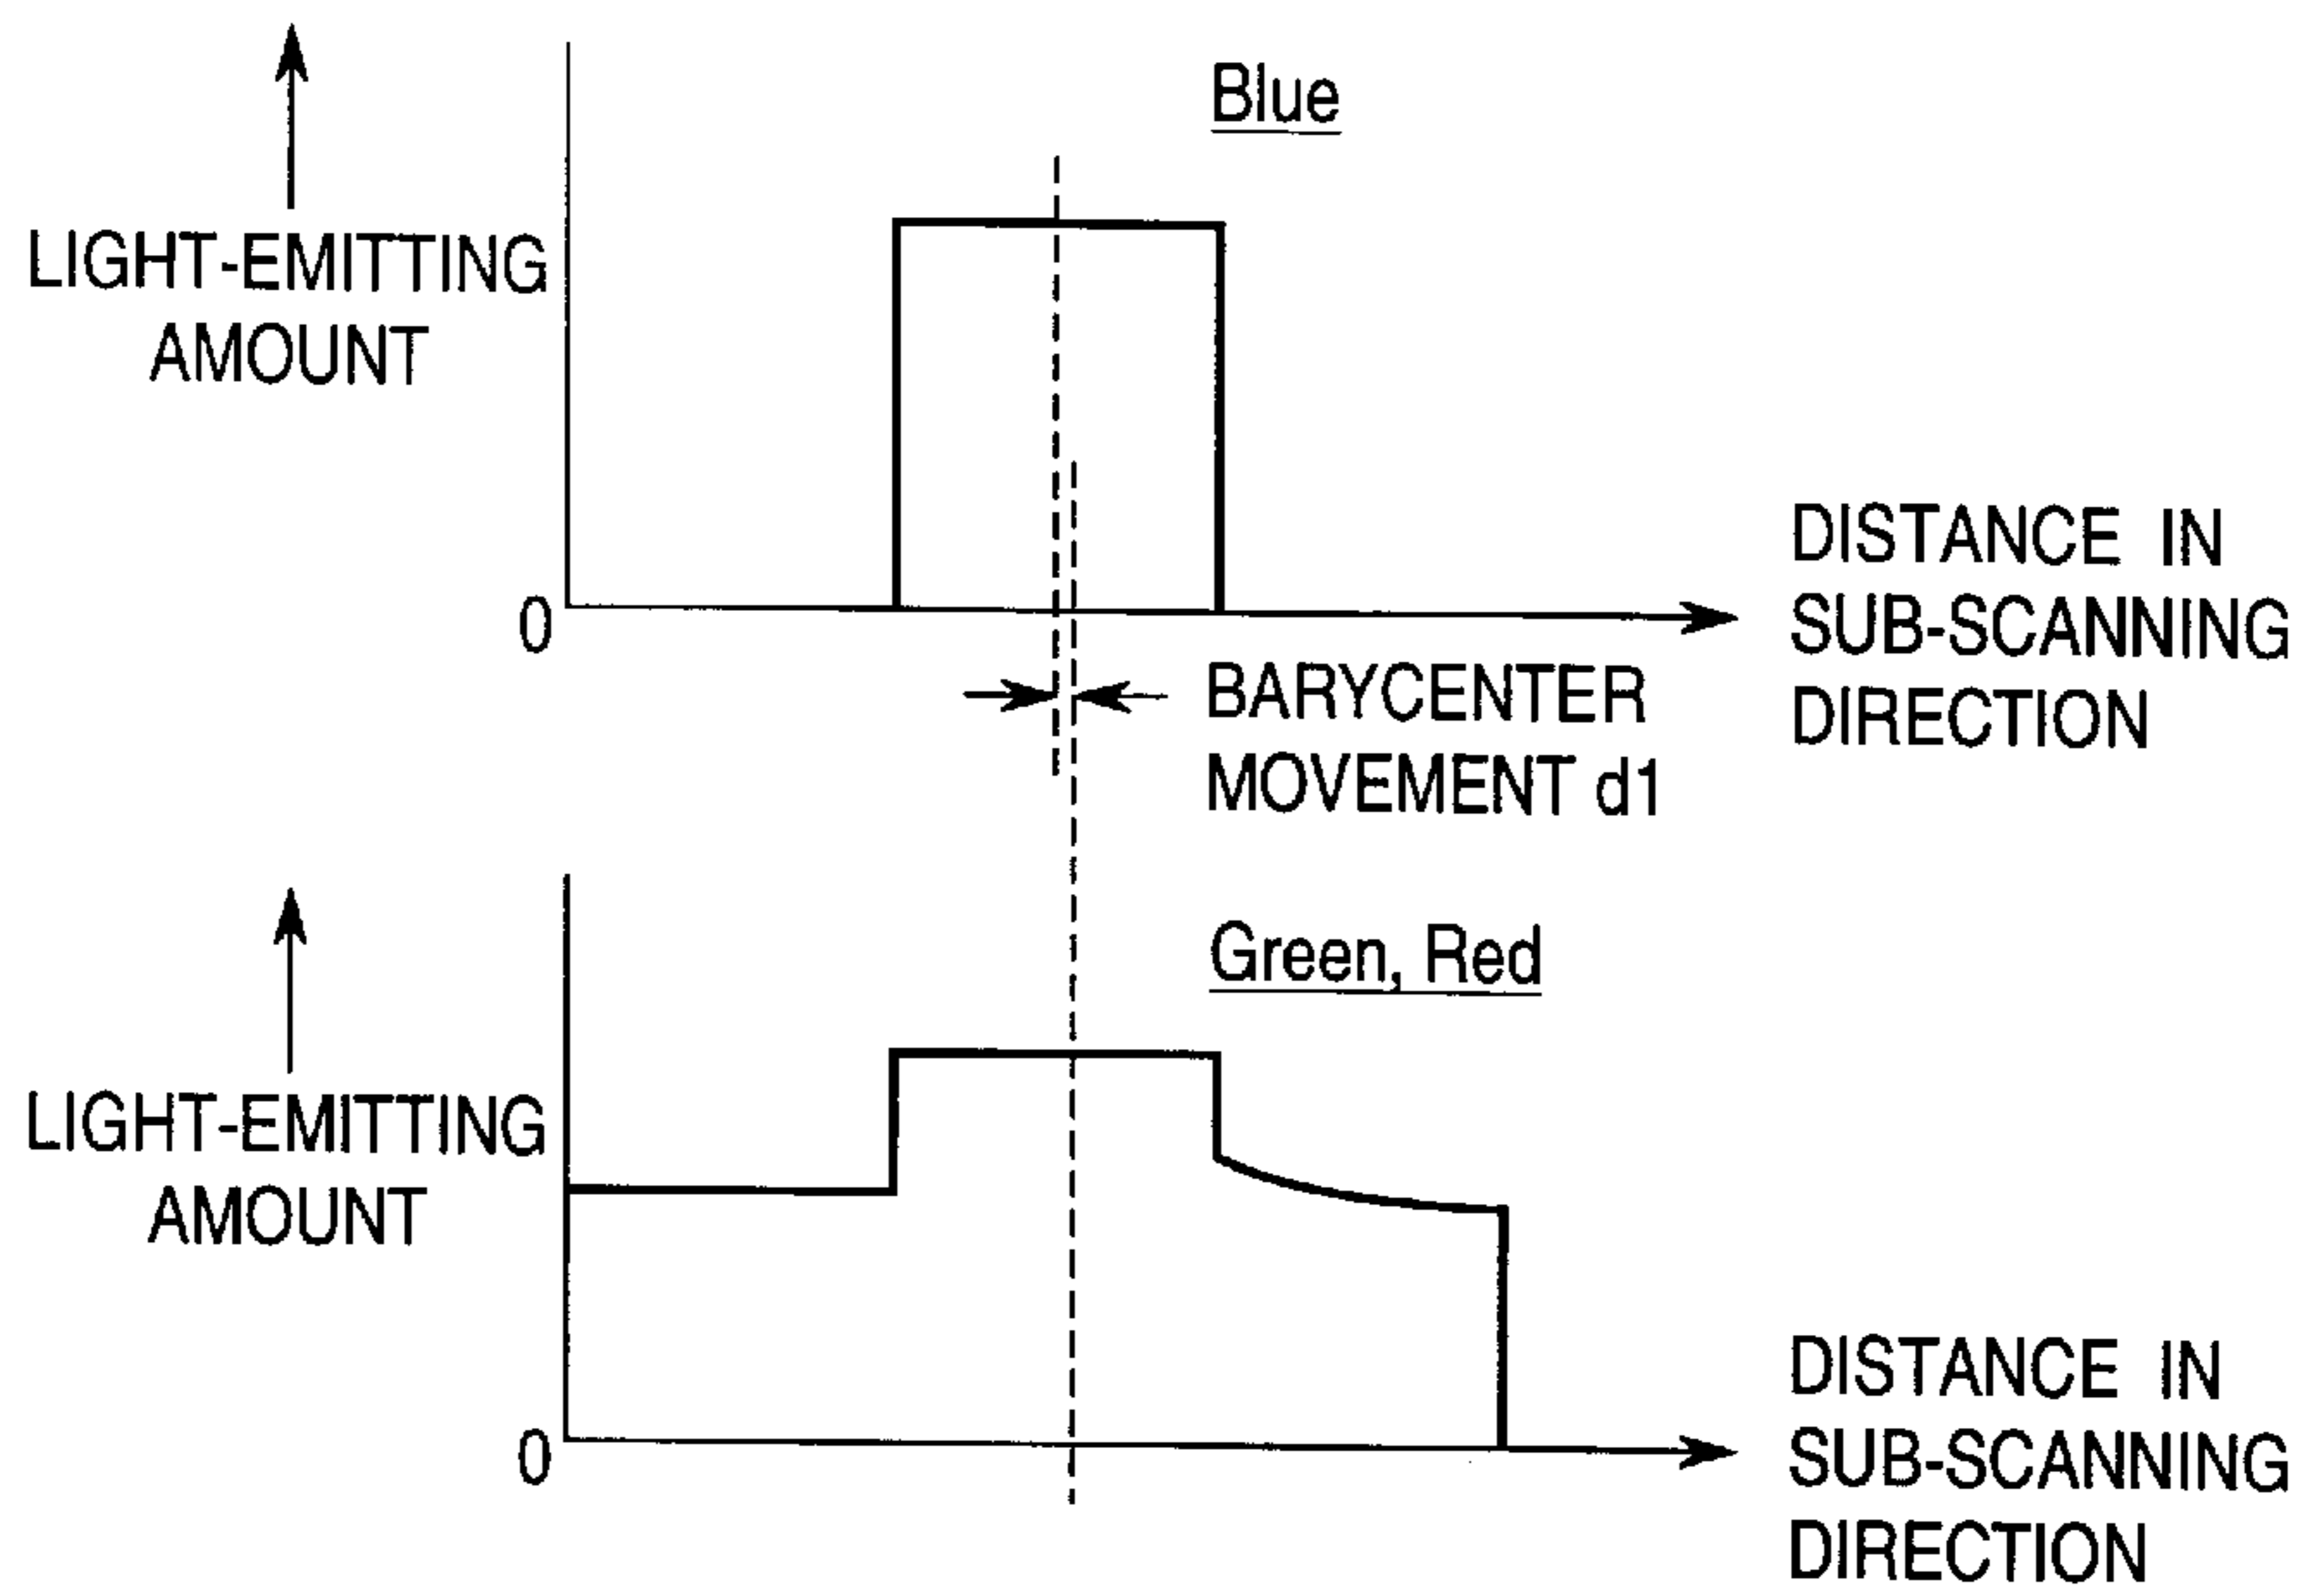 Blue
LIGHT-EMITTING
AMOUNT
0
DISTANCE IN
SUB-SCANNING
DIRECTION
BARYCENTER
MOVEMENT d1
Green, Red
LIGHT-EMITTING
AMOUNT
0
DISTANCE IN
SUB-SCANNING
DIRECTION